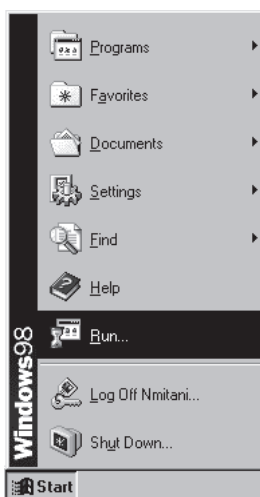 Programs
Favorites
Documents
Settings
Find
Help
Run...
Log Off Nmitani...
Shut Down...
Windows98
Start